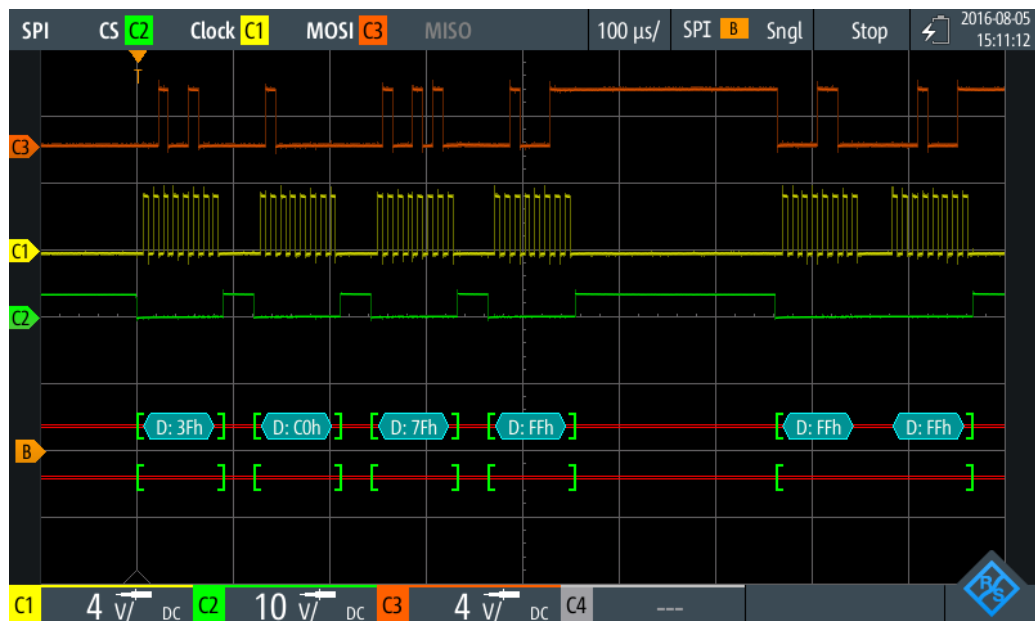 SPI CS C2 Clock C1 MOSI C3 MISO 100 µs/ SPI B Sngl Stop 2016-08-05
15:11:12
T
C3
C1
C2
D: 3Fh D: C0h D: 7Fh D: FFh D: FFh D: FFh
B
C1 4 V/ DC C2 10 V/ DC C3 4 V/ DC C4 ---
R S